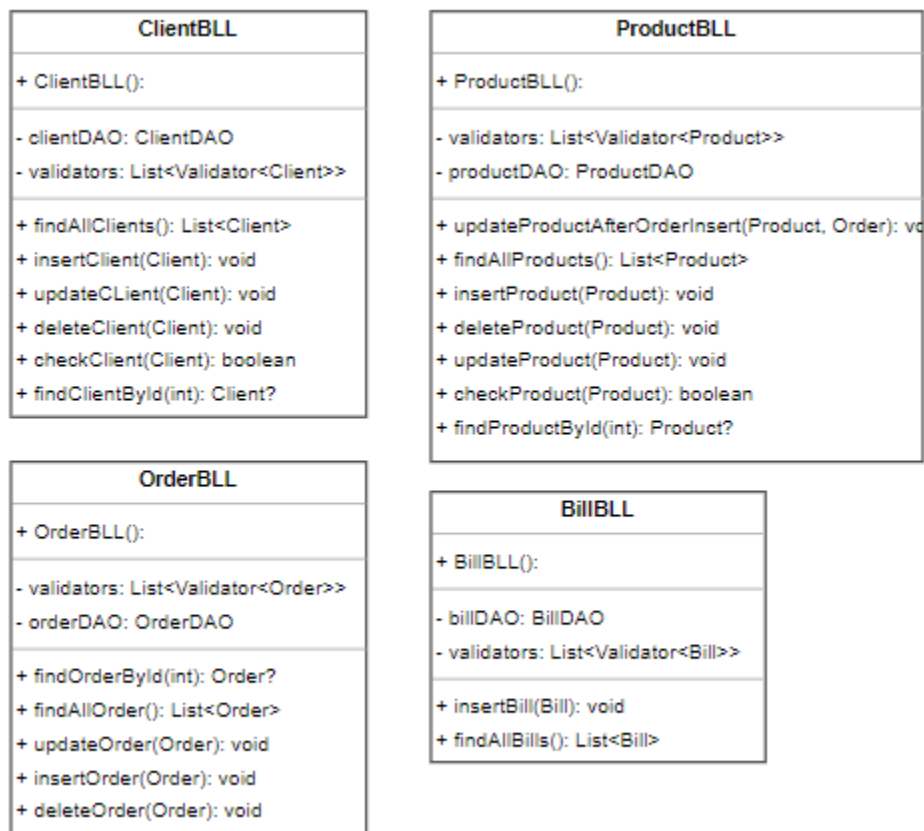 ClientBLL
+ ClientBLL():
- clientDAO: ClientDAO
- validators: List<Validator<Client>>
+ findAllClients(): List<Client>
+ insertClient(Client): void
+ updateCLient(Client): void
+ deleteClient(Client): void
+ checkClient(Client): boolean
+ findClientById(int): Client?
ProductBLL
+ ProductBLL():
- validators: List<Validator<Product>>
- productDAO: ProductDAO
+ updateProductAfterOrderInsert(Product, Order): vo
+ findAllProducts(): List<Product>
+ insertProduct(Product): void
+ deleteProduct(Product): void
+ updateProduct(Product): void
+ checkProduct(Product): boolean
+ findProductById(int): Product?
OrderBLL
+ OrderBLL():
- validators: List<Validator<Order>>
- orderDAO: OrderDAO
+ findOrderById(int): Order?
+ findAllOrder(): List<Order>
+ updateOrder(Order): void
+ insertOrder(Order): void
+ deleteOrder(Order): void
BillBLL
+ BillBLL():
- billDAO: BillDAO
- validators: List<Validator<Bill>>
+ insertBill(Bill): void
+ findAllBills(): List<Bill>